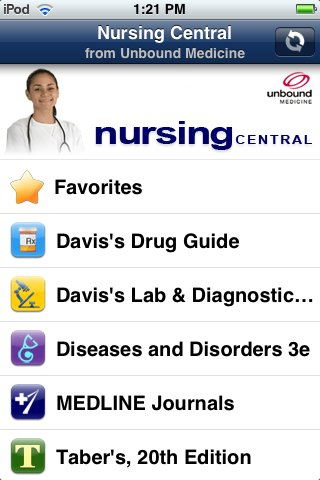 iPod 1:21 PM
Nursing Central
from Unbound Medicine
unbound
MEDICINE
nursing CENTRAL
Favorites
Rx
Davis's Drug Guide
Davis's Lab & Diagnostic...
Diseases and Disorders 3e
MEDLINE Journals
T
Taber's, 20th Edition